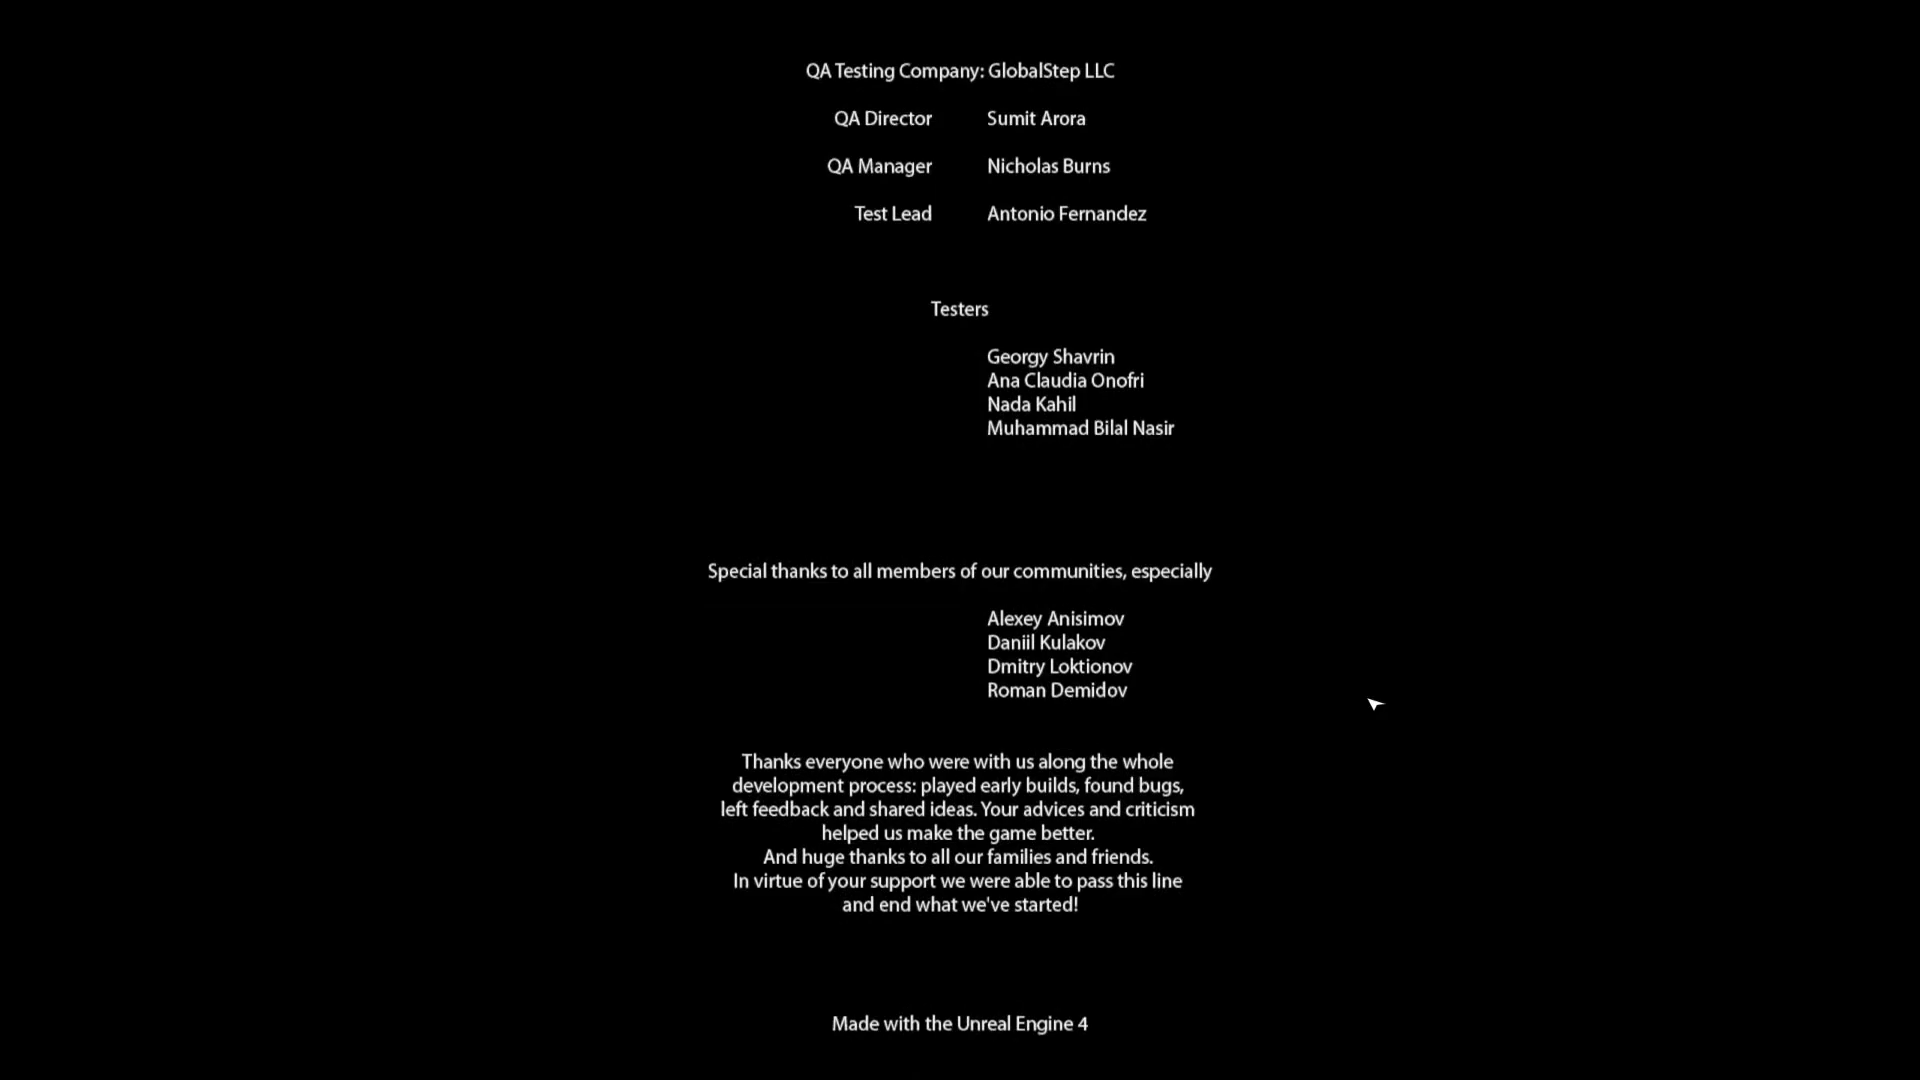 QA Testing Company: GlobalStep LLC
QA Director Sumit Arora
QA Manager Nicholas Burns
Test Lead Antonio Fernandez
Testers
Georgy Shavrin
Ana Claudia Onofri
Nada Kahil
Muhammad Bilal Nasir
Special thanks to all members of our communities, especially
Alexey Anisimov
Daniil Kulakov
Dmitry Loktionov
Roman Demidov
Thanks everyone who were with us along the whole
development process: played early builds, found bugs,
left feedback and shared ideas. Your advices and criticism
helped us make the game better.
And huge thanks to all our families and friends.
In virtue of your support we were able to pass this line
and end what we've started!
Made with the Unreal Engine 4